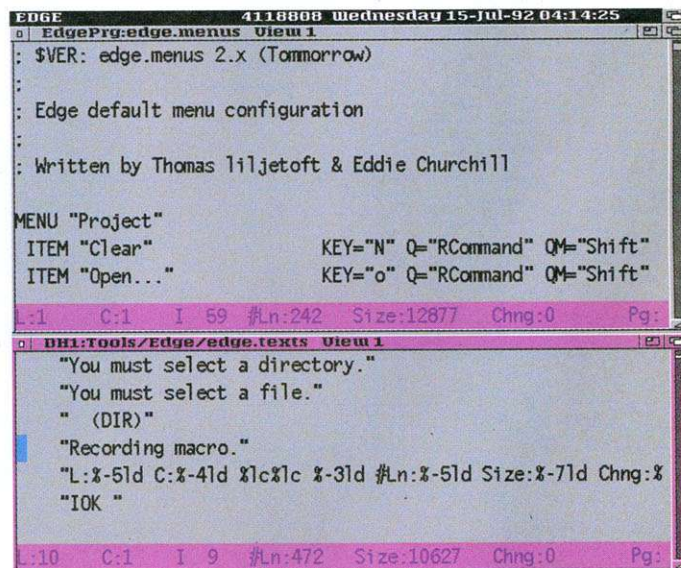 EDGE 4118808 Wednesday 15-Jul-92 04:14:25
EdgePrg:edge.menus View 1
; $VER: edge.menus 2.x (Tommorrow)
;
; Edge default menu configuration
;
; Written by Thomas liljetoft & Eddie Churchill
MENU "Project"
ITEM "Clear" KEY="N" Q="RCommand" QM="Shift"
ITEM "Open..." KEY="o" Q="RCommand" QM="Shift"
L:1 C:1 I 69 #Ln:242 Size:12877 Chng:0 Pg:
DH1:Tools/Edge/edge.texts View 1
"You must select a directory."
"You must select a file."
" (DIR)"
"Recording macro."
"L:%-5ld C:%-4ld %lc%lc %-3ld #Ln:%-5ld Size:%-7ld Chng:%
"IOK "
L:10 C:1 I 9 #Ln:472 Size:10627 Chng:0 Pg: